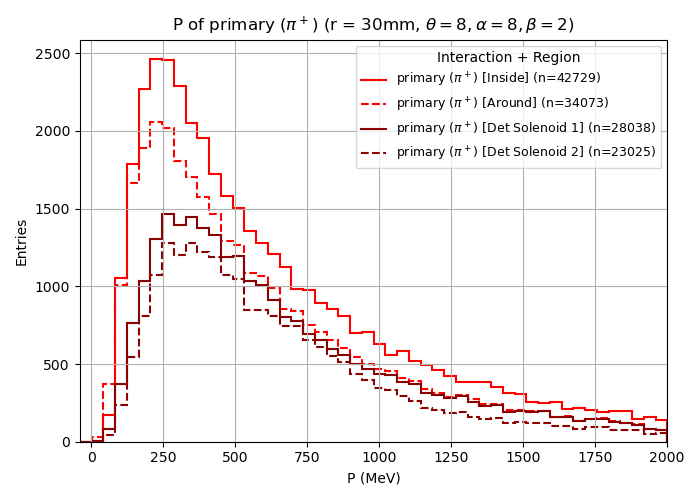 P of primary (π⁺) (r = 30mm, θ = 8, α = 8, β = 2)
Interaction + Region
primary (π⁺) [Inside] (n=42729)
primary (π⁺) [Around] (n=34073)
primary (π⁺) [Det Solenoid 1] (n=28038)
primary (π⁺) [Det Solenoid 2] (n=23025)
Entries
2500
2000
1500
1000
500
0
0 250 500 750 1000 1250 1500 1750 2000
P (MeV)